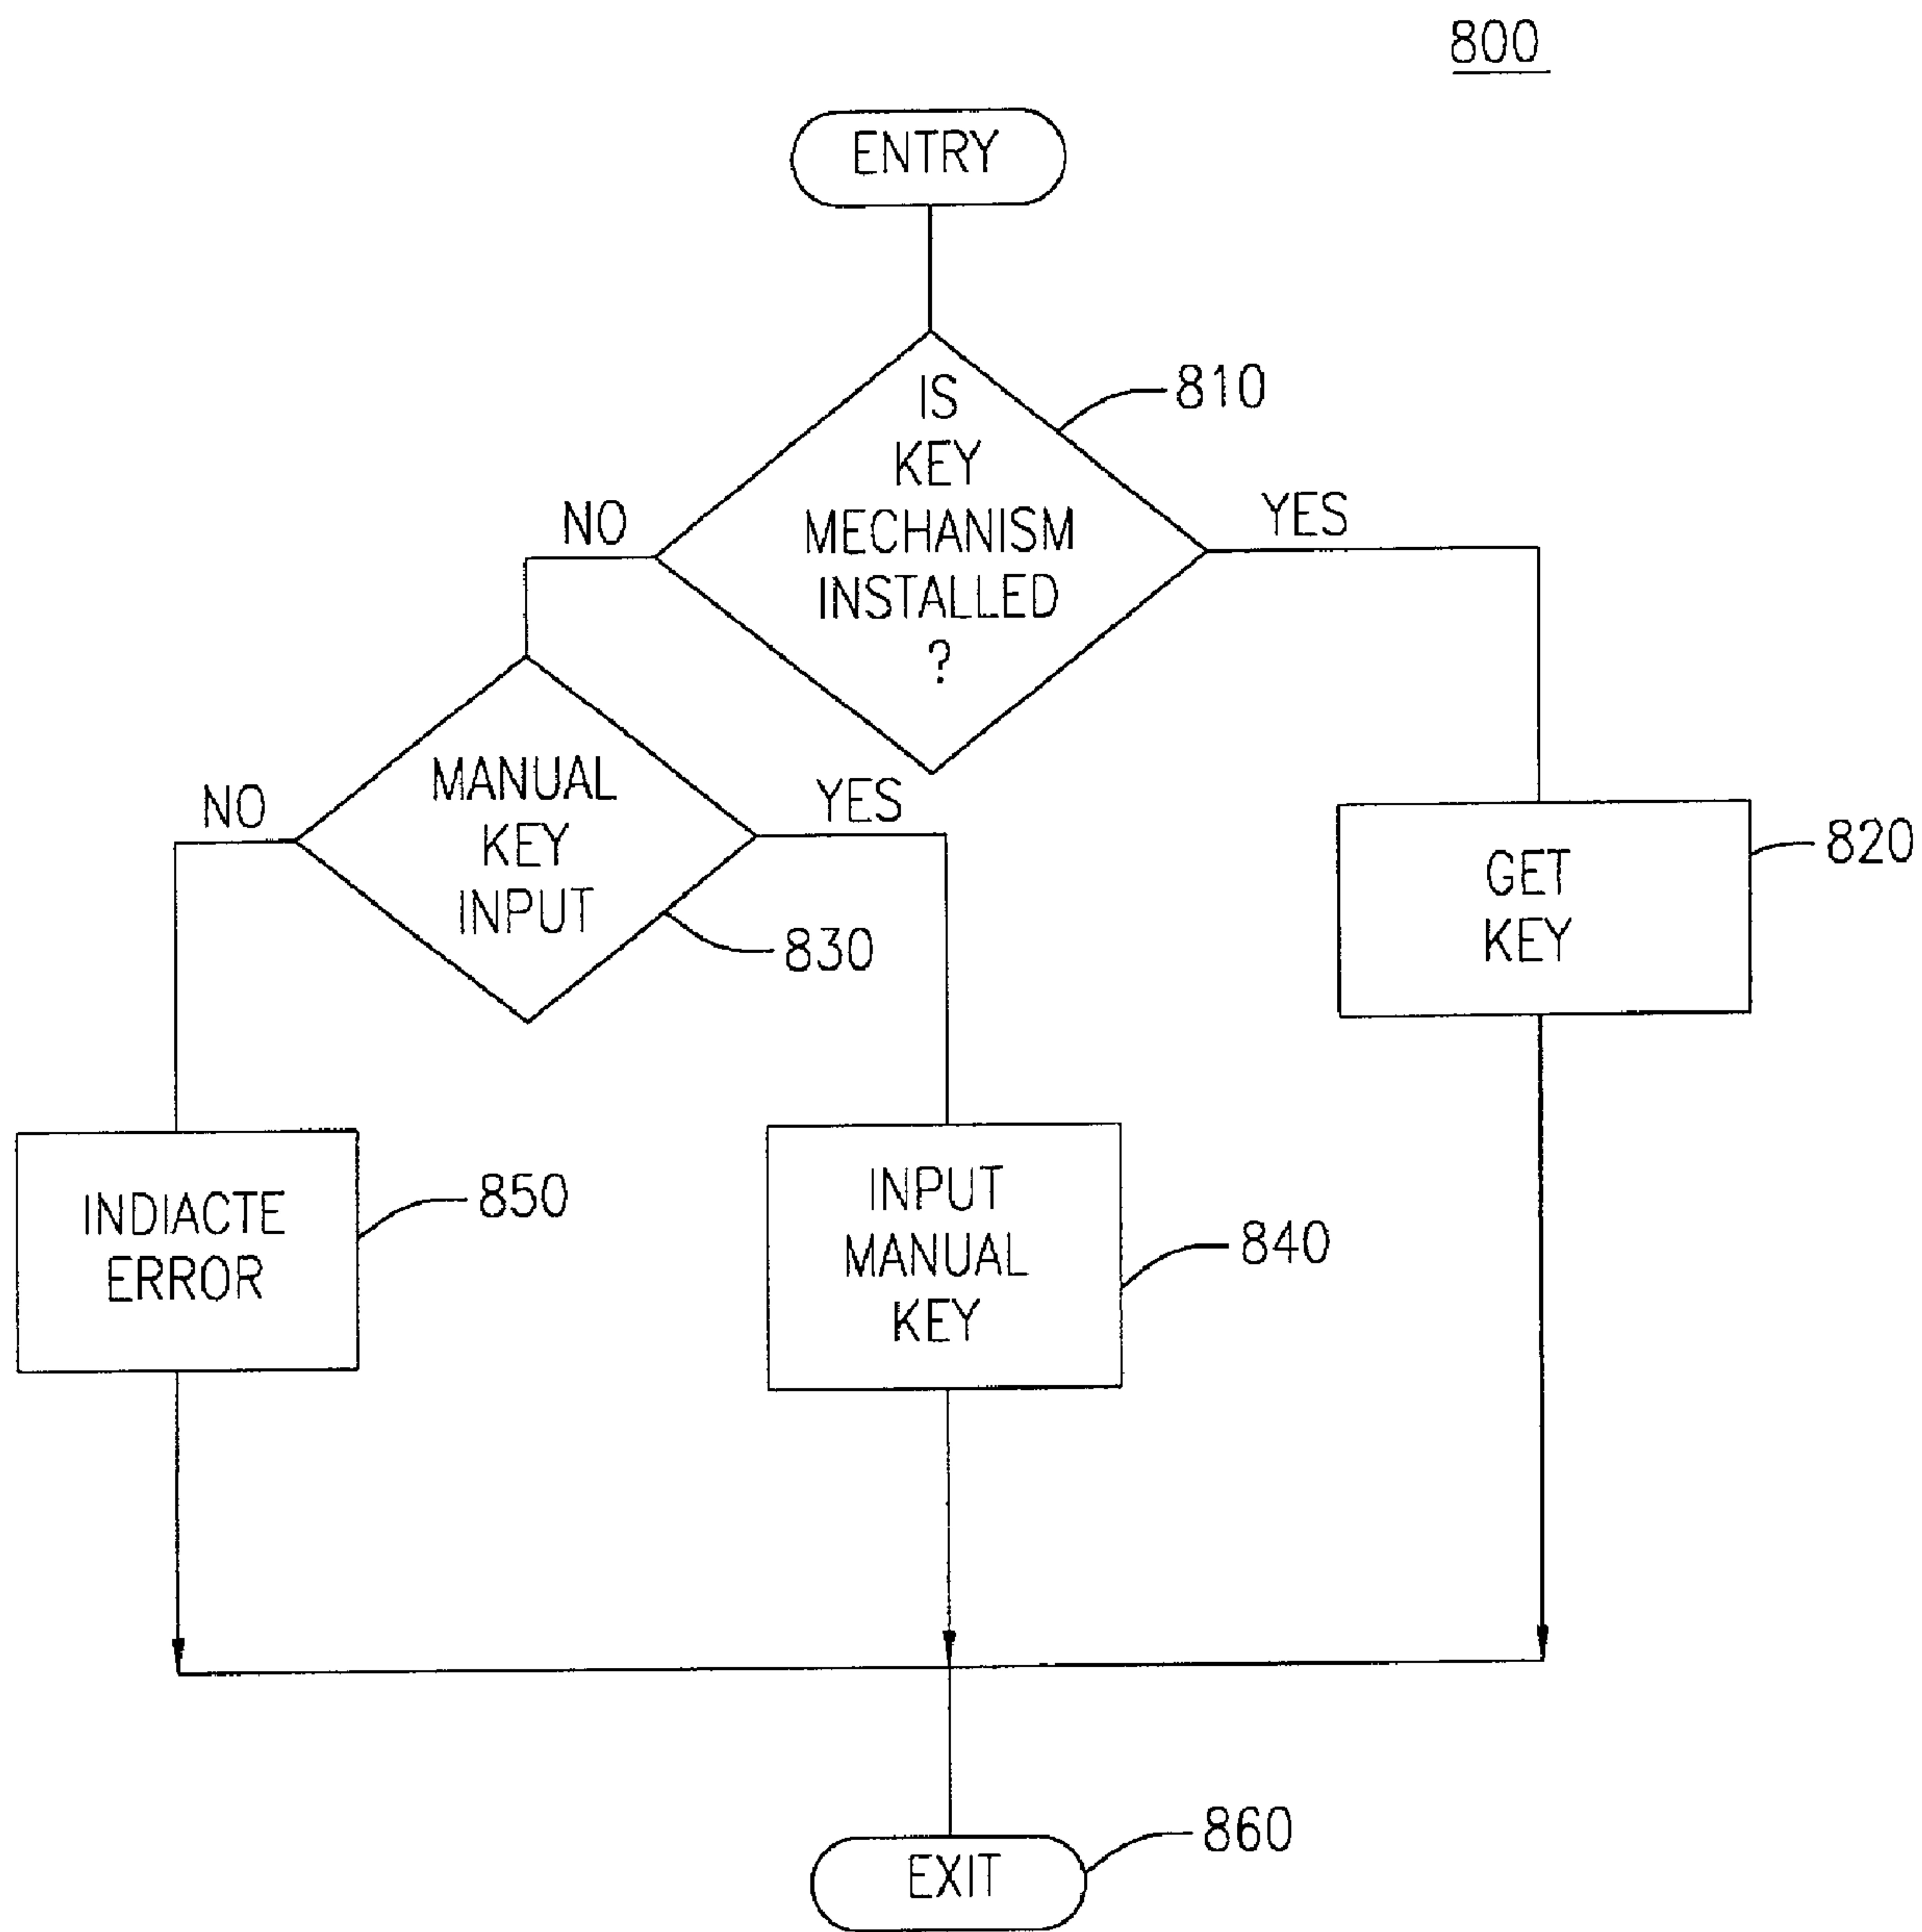 800
ENTRY
IS
KEY
MECHANISM
INSTALLED
?
810
NO
YES
MANUAL
KEY
INPUT
NO
YES
830
GET
KEY
820
INDIACTE
ERROR
850
INPUT
MANUAL
KEY
840
EXIT
860